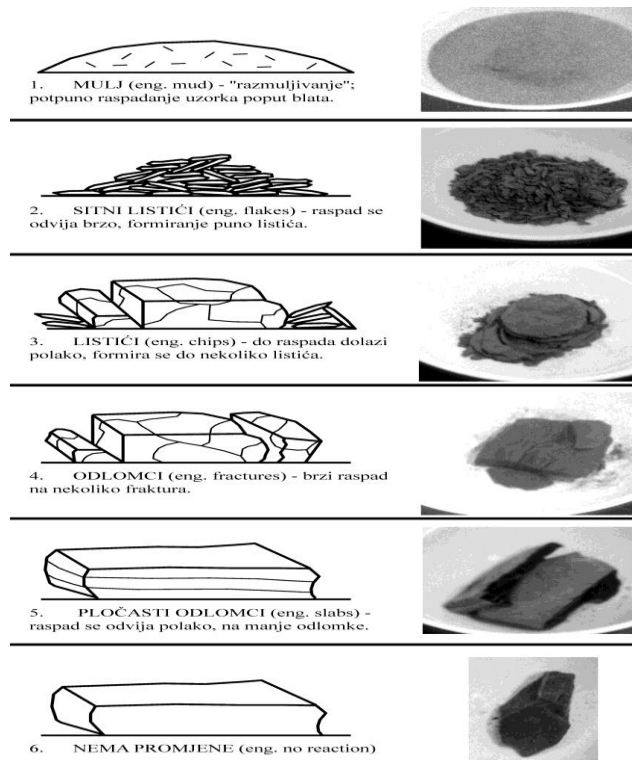 1. MULJ (eng. mud) - "razmuljivanje";
potpuno raspadanje uzorka poput blata.
2. SITNI LISTIĆI (eng. flakes) - raspad se
odvija brzo, formiranje puno listića.
3. LISTIĆI (eng. chips) - do raspada dolazi
polako, formira se do nekoliko listića.
4. ODLOMCI (eng. fractures) - brzi raspad
na nekoliko fraktura.
5. PLOČASTI ODLOMCI (eng. slabs) -
raspad se odvija polako, na manje odlomke.
6. NEMA PROMJENE (eng. no reaction)